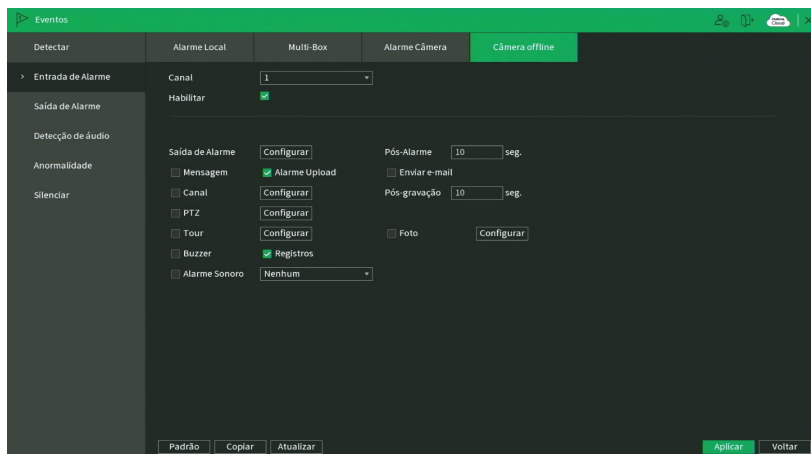 Eventos
intelbras Cloud
Detectar
Alarme Local
Multi-Box
Alarme Câmera
Câmera offline
Entrada de Alarme
Saída de Alarme
Detecção de áudio
Anormalidade
Silenciar
Canal 1
Habilitar
Saída de Alarme Configurar Pós-Alarme 10 seg.
Mensagem Alarme Upload Enviar e-mail
Canal Configurar Pós-gravação 10 seg.
PTZ Configurar
Tour Configurar Foto Configurar
Buzzer Registros
Alarme Sonoro Nenhum
Padrão Copiar Atualizar Aplicar Voltar